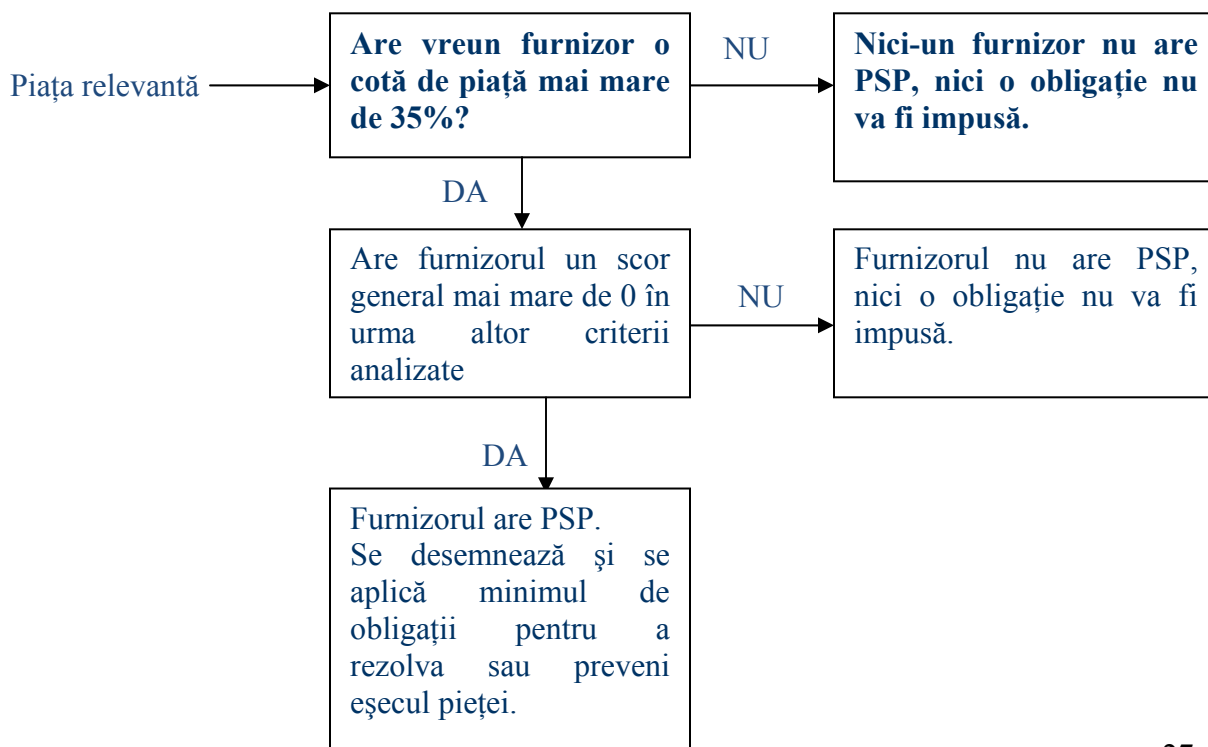 Piața relevantă
Are vreun furnizor o
cotă de piață mai mare
de 35%?
NU
Nici-un furnizor nu are
PSP, nici o obligație nu
va fi impusă.
DA
Are furnizorul un scor
general mai mare de 0 în
urma altor criterii
analizate
NU
Furnizorul nu are PSP,
nici o obligație nu va fi
impusă.
DA
Furnizorul are PSP.
Se desemnează şi se
aplică minimul de
obligații pentru a
rezolva sau preveni
eşecul pieței.